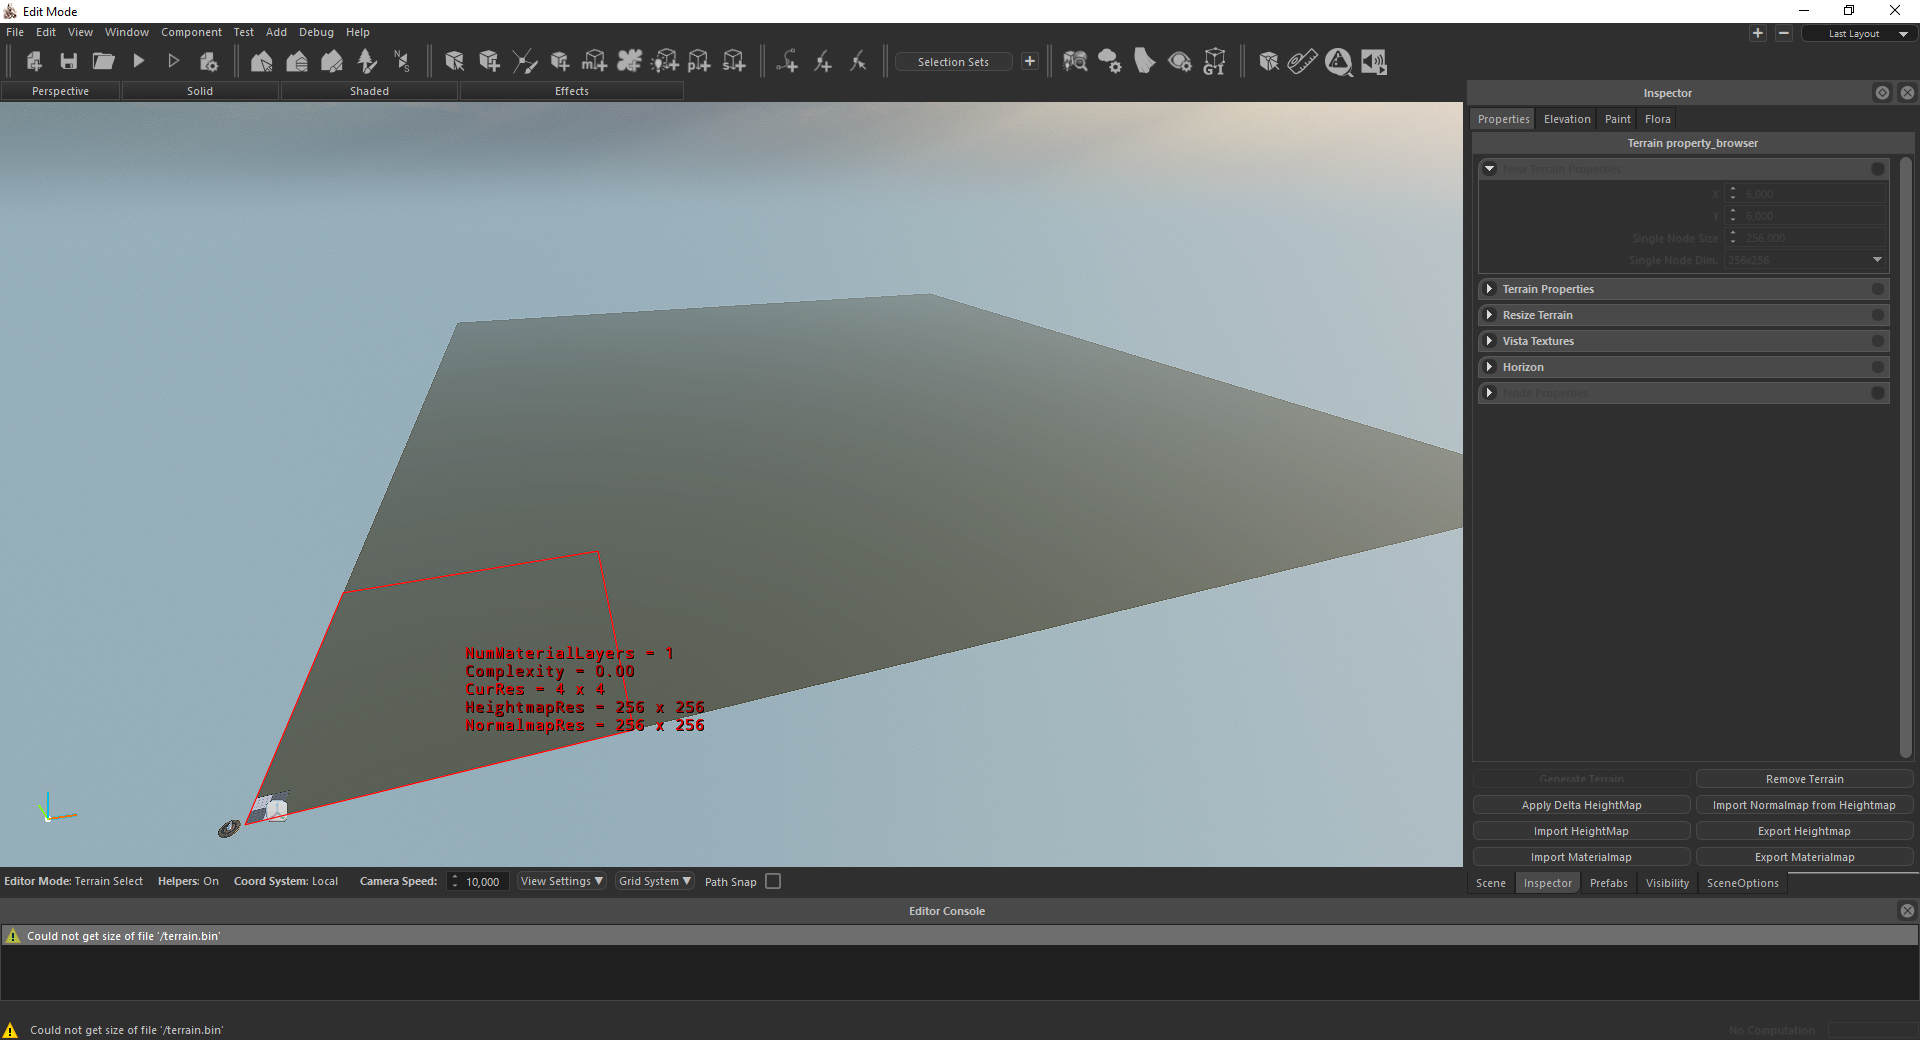 Edit Mode
File Edit View Window Component Test Add Debug Help
Last Layout
Selection Sets
Perspective Solid Shaded Effects
Inspector
Properties Elevation Paint Flora
Terrain property_browser
New Terrain Properties
X 6,000
Y 6,000
Single Node Size 256,000
Single Node Dim. 256x256
Terrain Properties
Resize Terrain
Vista Textures
Horizon
Node Properties
NumMaterialLayers = 1
Complexity = 0.00
CurRes = 4 x 4
HeightmapRes = 256 x 256
NormalmapRes = 256 x 256
Generate Terrain Remove Terrain
Apply Delta HeightMap Import Normalmap from Heightmap
Import HeightMap Export Heightmap
Import Materialmap Export Materialmap
Editor Mode: Terrain Select Helpers: On Coord System: Local Camera Speed: 10,000 View Settings Grid System Path Snap
Scene Inspector Prefabs Visibility SceneOptions
Editor Console
Could not get size of file '/terrain.bin'
Could not get size of file '/terrain.bin'
No Computation